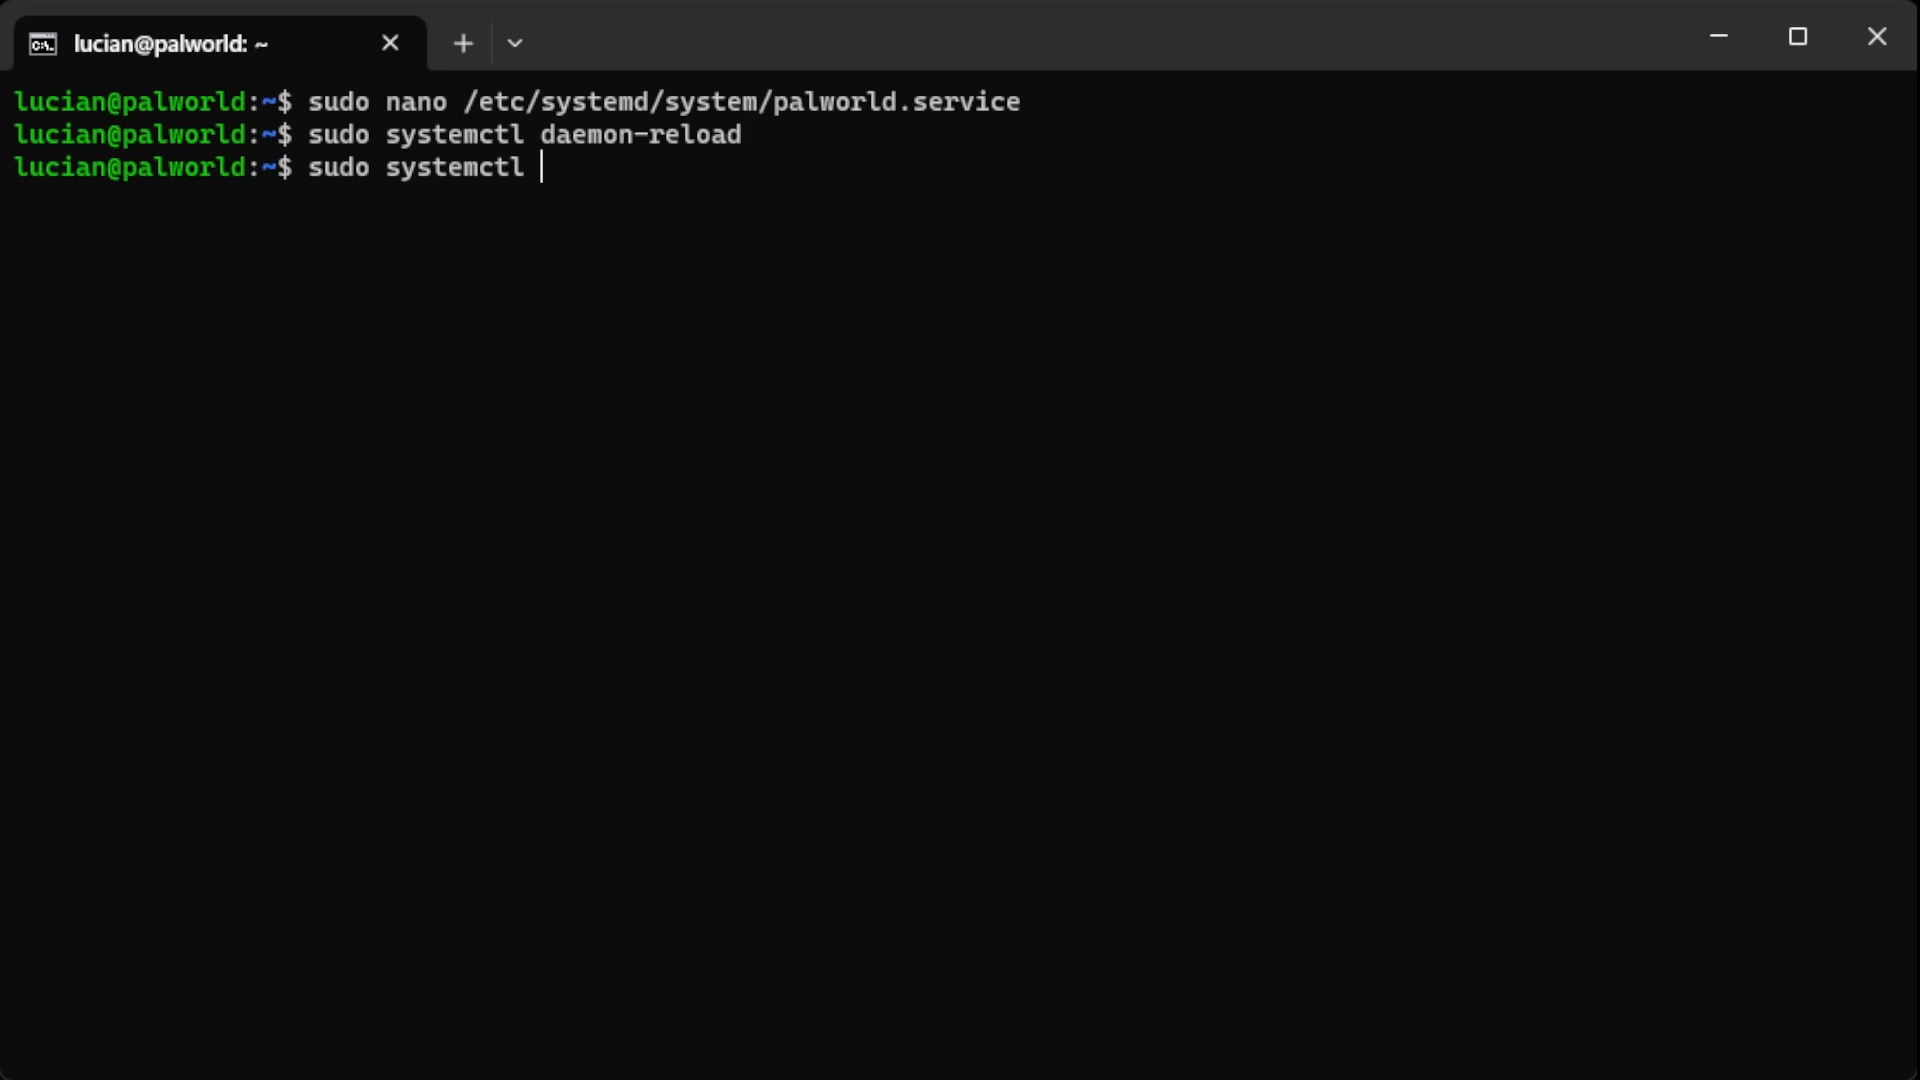 lucian@palworld: ~
lucian@palworld:~$ sudo nano /etc/systemd/system/palworld.service
lucian@palworld:~$ sudo systemctl daemon-reload
lucian@palworld:~$ sudo systemctl